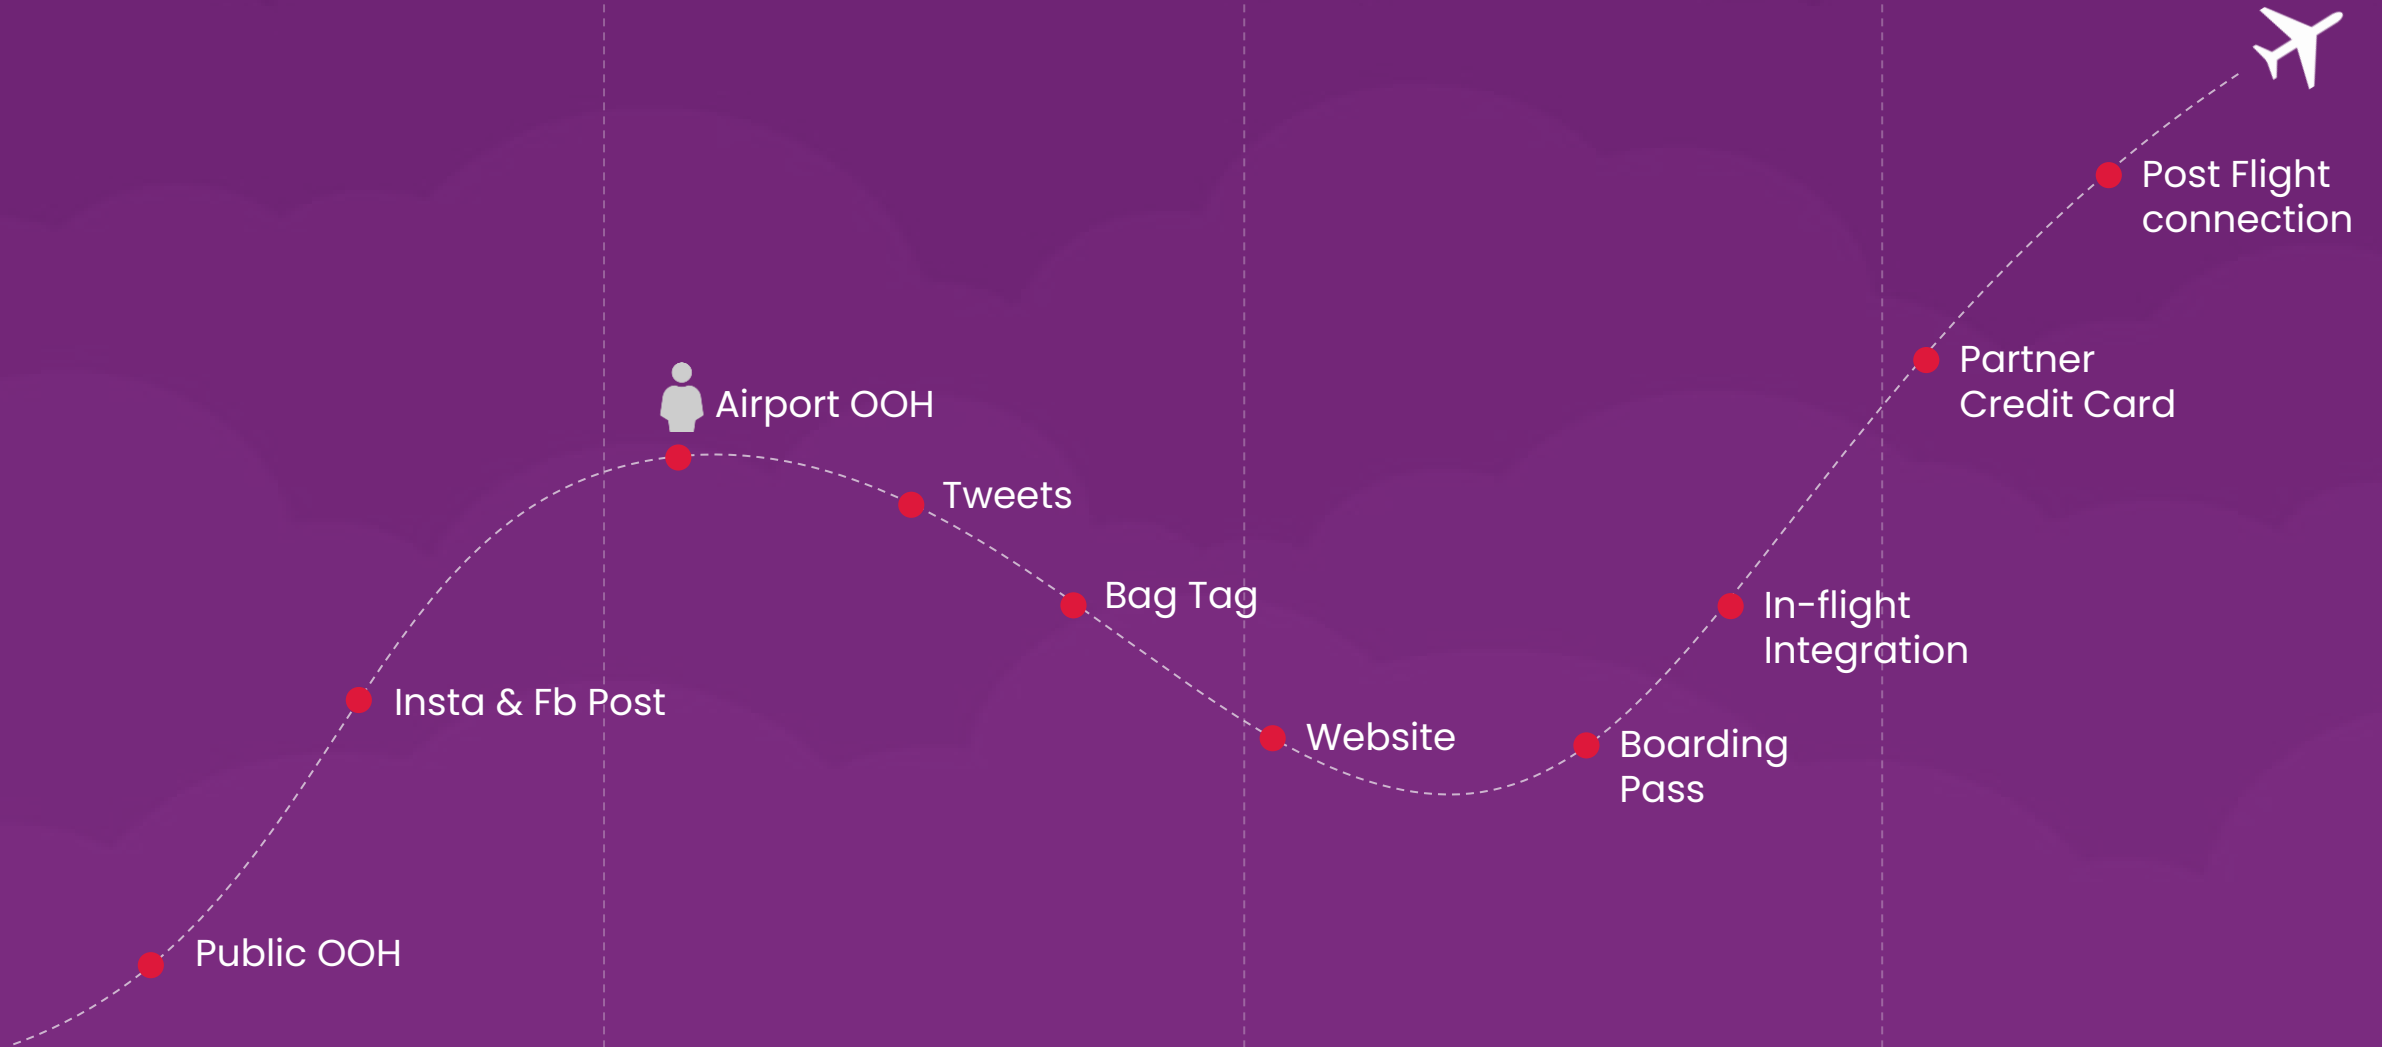 Public OOH
Insta & Fb Post
Airport OOH
Tweets
Bag Tag
Website
Boarding
Pass
In-flight
Integration
Partner
Credit Card
Post Flight
connection